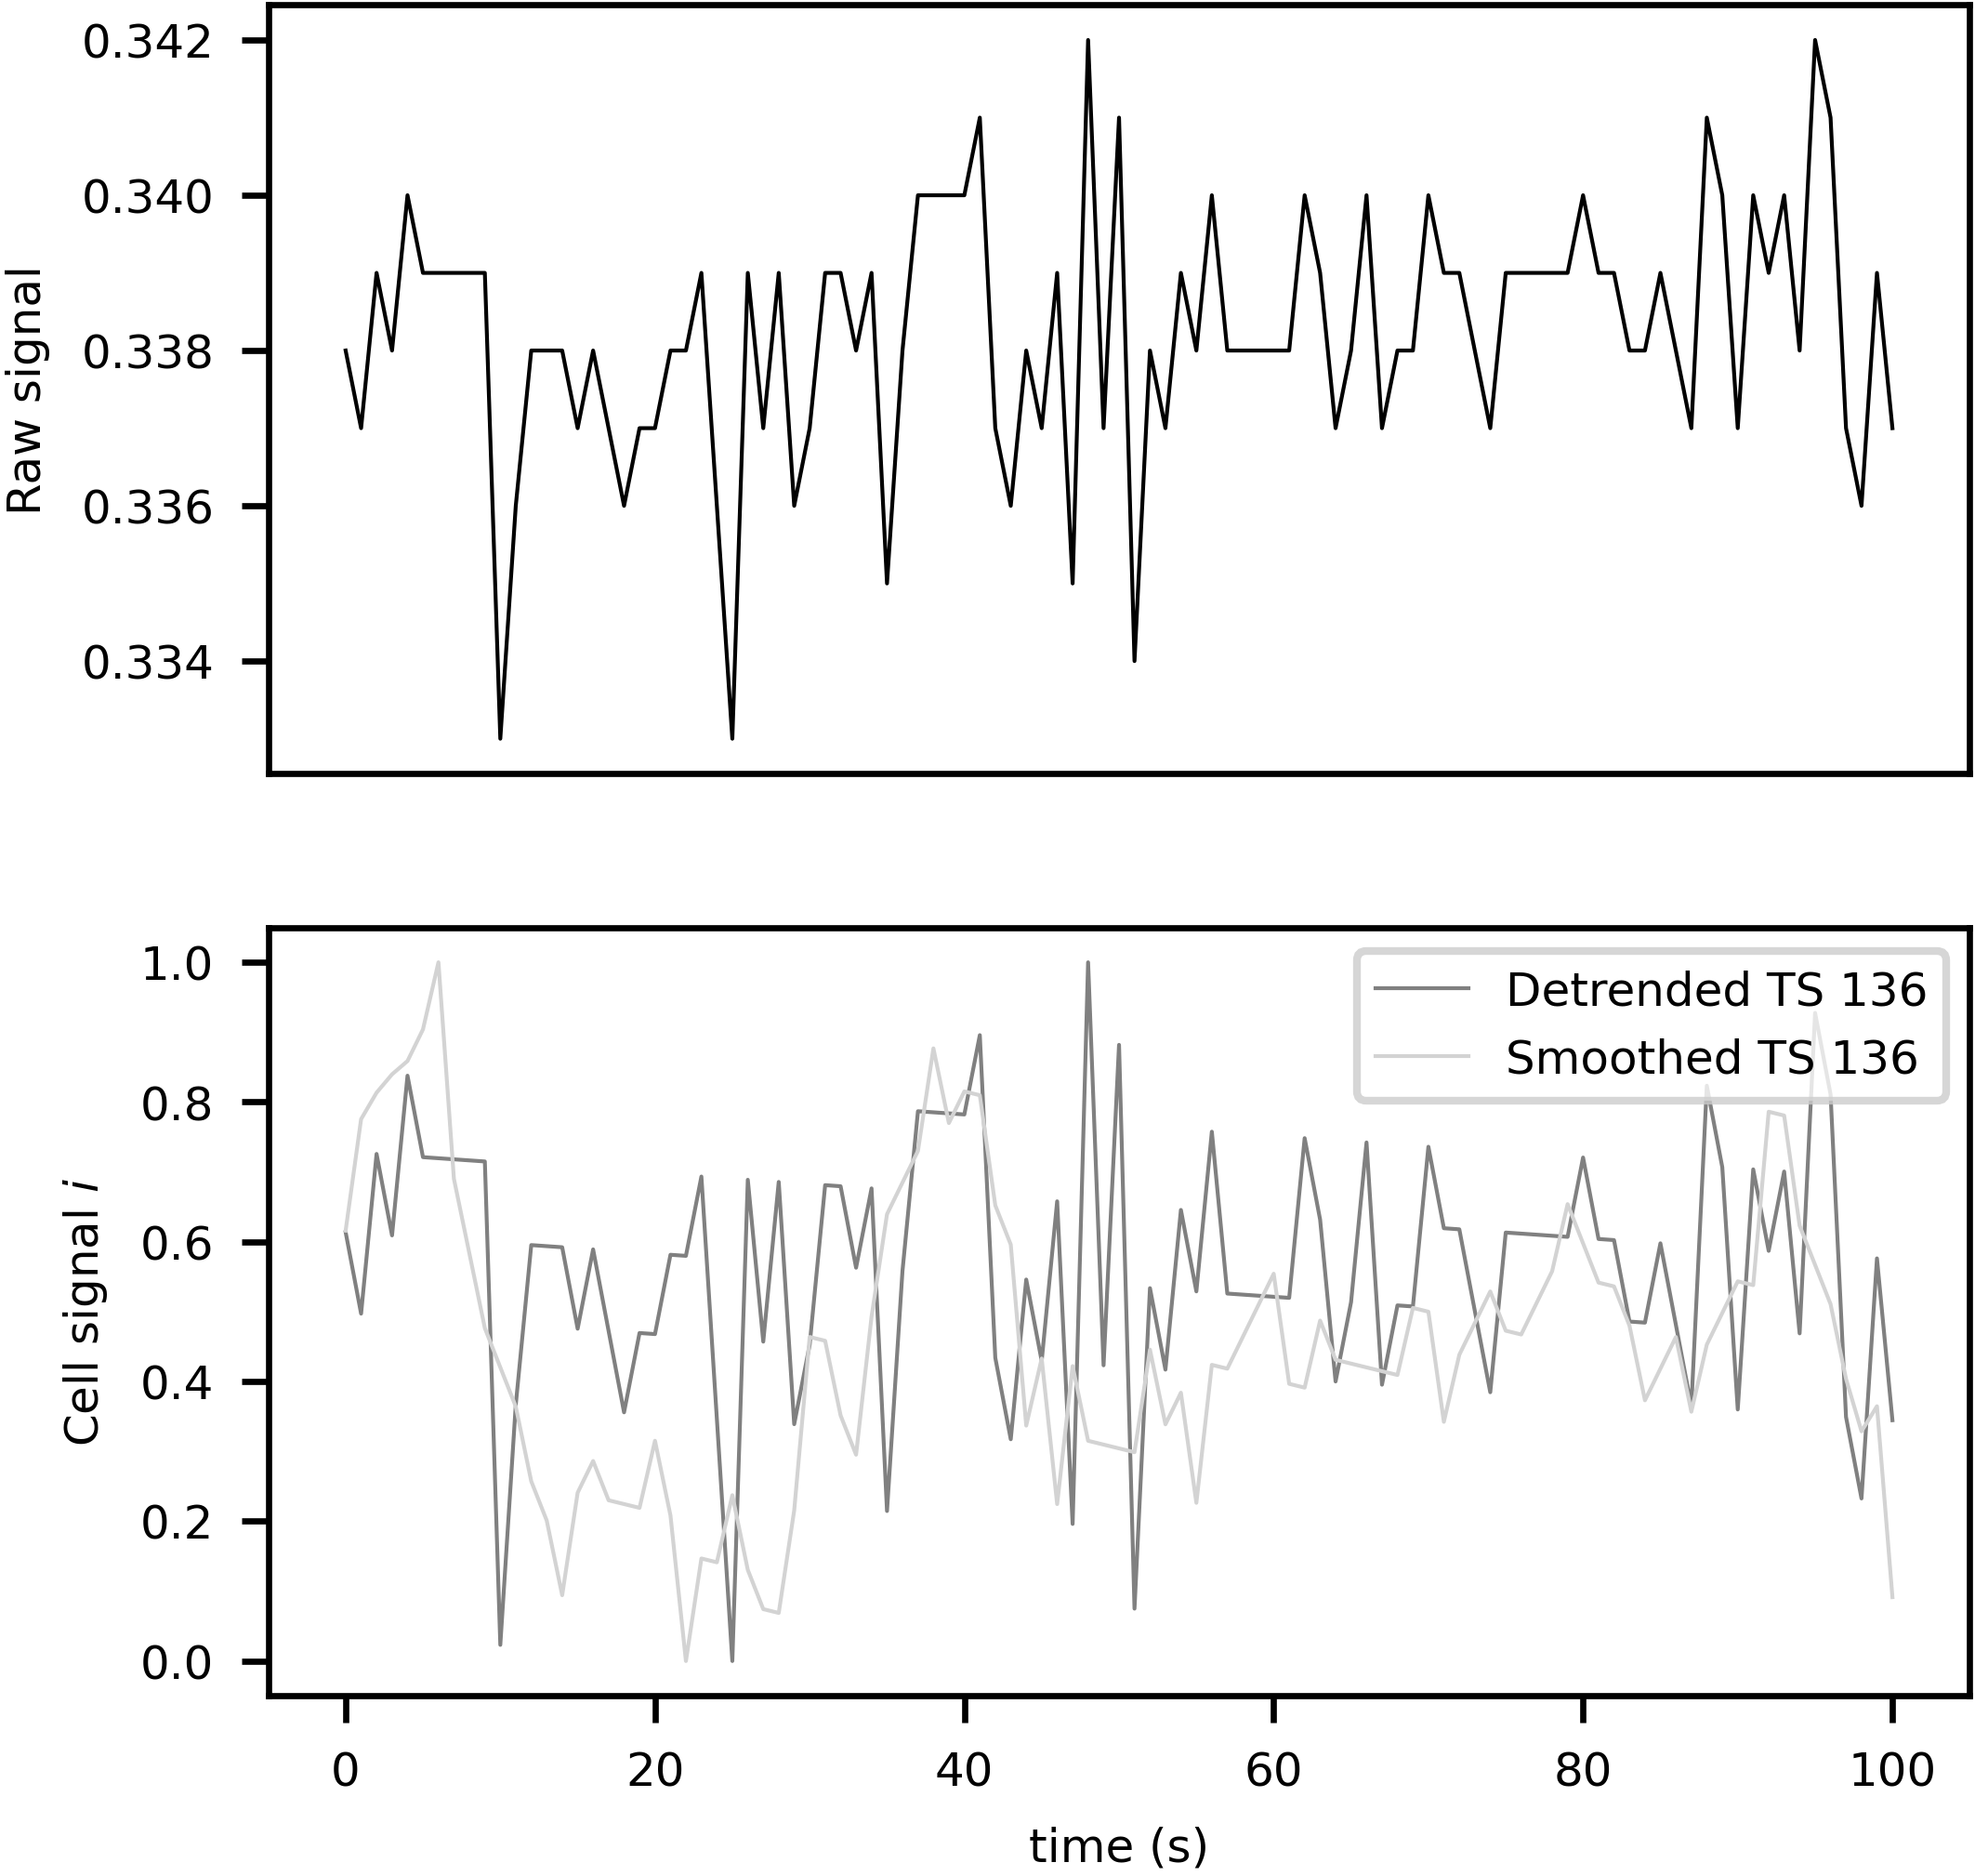 0.342
0.340
0.338
0.336
0.334
Raw signal
1.0
0.8
0.6
0.4
0.2
0.0
Cell signal i
Detrended TS 136
Smoothed TS 136
0 20 40 60 80 100
time (s)